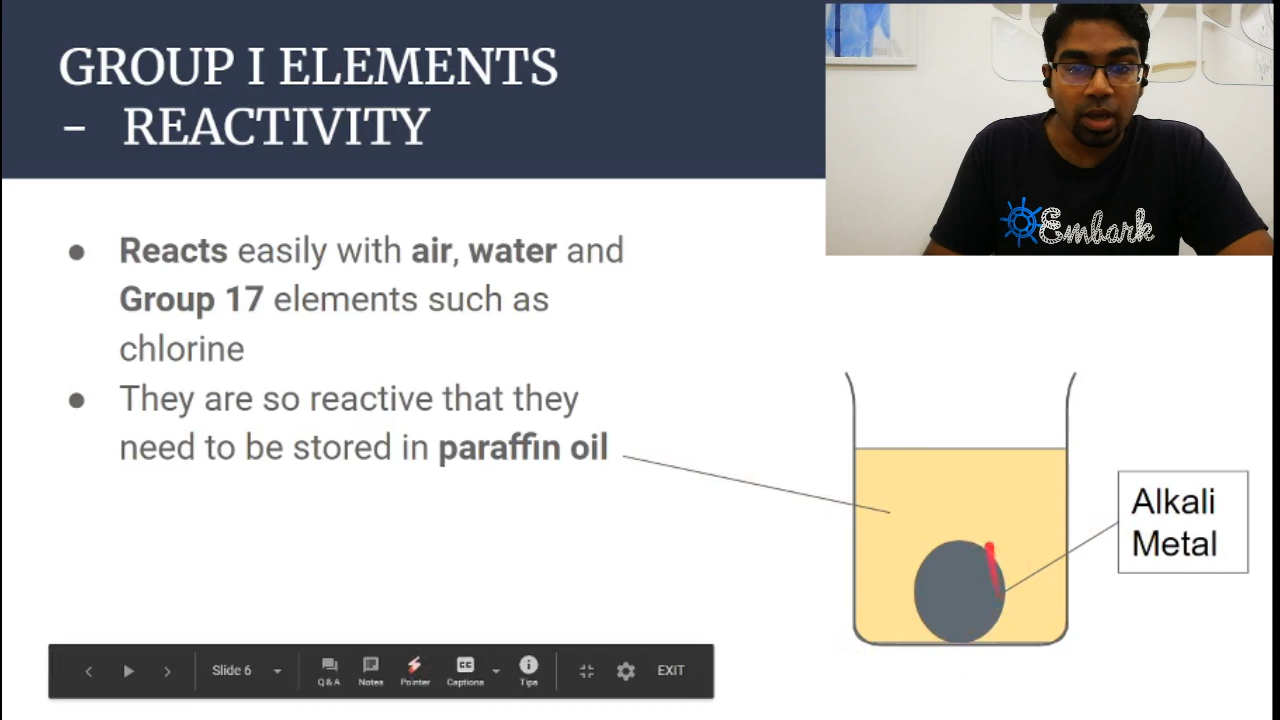 GROUP I ELEMENTS
- REACTIVITY
Embark
● Reacts easily with air, water and
Group 17 elements such as
chlorine
● They are so reactive that they
need to be stored in paraffin oil
Alkali
Metal
Slide 6
Q&A Notes Pointer Captions Tips
EXIT